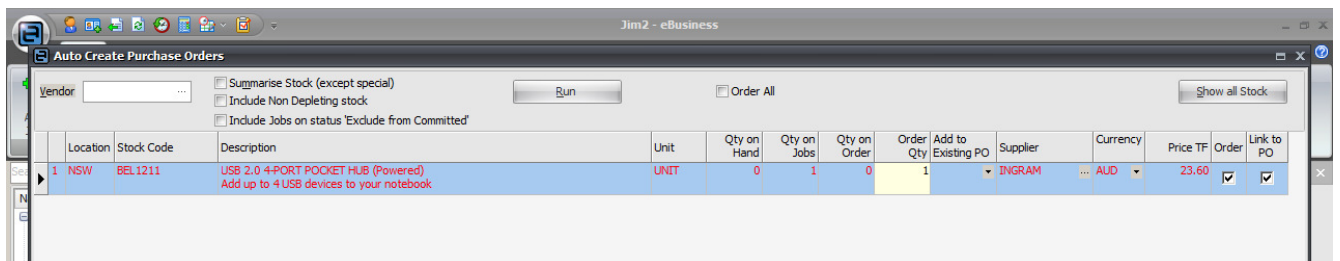 Jim2 - eBusiness
Auto Create Purchase Orders
Vendor ...
Summarise Stock (except special)
Include Non Depleting stock
Include Jobs on status 'Exclude from Committed'
Run
Order All
Show all Stock
Location Stock Code Description Unit Qty on Hand Qty on Jobs Qty on Order Order Qty Add to Existing PO Supplier Currency Price TF Order Link to PO
1 NSW BEL1211 USB 2.0 4-PORT POCKET HUB (Powered) UNIT 0 1 0 1 INGRAM ... AUD 23.60
Add up to 4 USB devices to your notebook